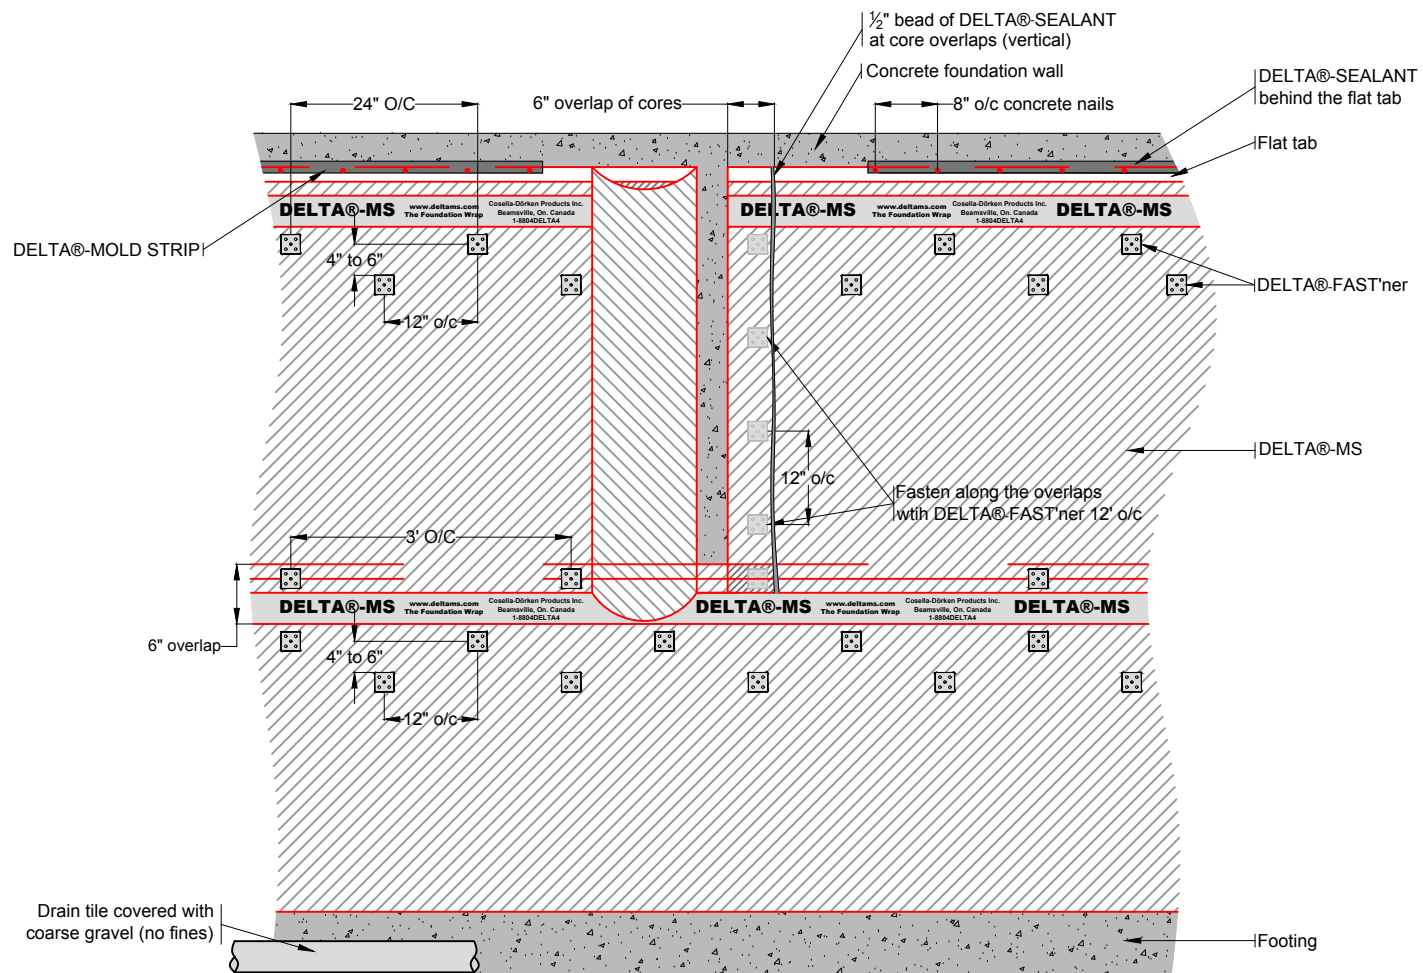 ½" bead of DELTA®-SEALANT
at core overlaps (vertical)
Concrete foundation wall
DELTA®-SEALANT
behind the flat tab
24" O/C
6" overlap of cores
8" o/c concrete nails
Flat tab
DELTA®-MS
www.deltams.com
The Foundation Wrap
Cosella-Dörken Products Inc.
Beamsville, On. Canada
1-8804DELTA4
DELTA®-MS
www.deltams.com
The Foundation Wrap
Cosella-Dörken Products Inc.
Beamsville, On. Canada
1-8804DELTA4
DELTA®-MS
DELTA®-MOLD STRIP
4" to 6"
DELTA®-FAST'ner
12" o/c
DELTA®-MS
12" o/c
Fasten along the overlaps
wtih DELTA®-FAST'ner 12' o/c
3' O/C
DELTA®-MS
www.deltams.com
The Foundation Wrap
Cosella-Dörken Products Inc.
Beamsville, On. Canada
1-8804DELTA4
DELTA®-MS
www.deltams.com
The Foundation Wrap
Cosella-Dörken Products Inc.
Beamsville, On. Canada
1-8804DELTA4
DELTA®-MS
6" overlap
4" to 6"
12" o/c
Drain tile covered with
coarse gravel (no fines)
Footing